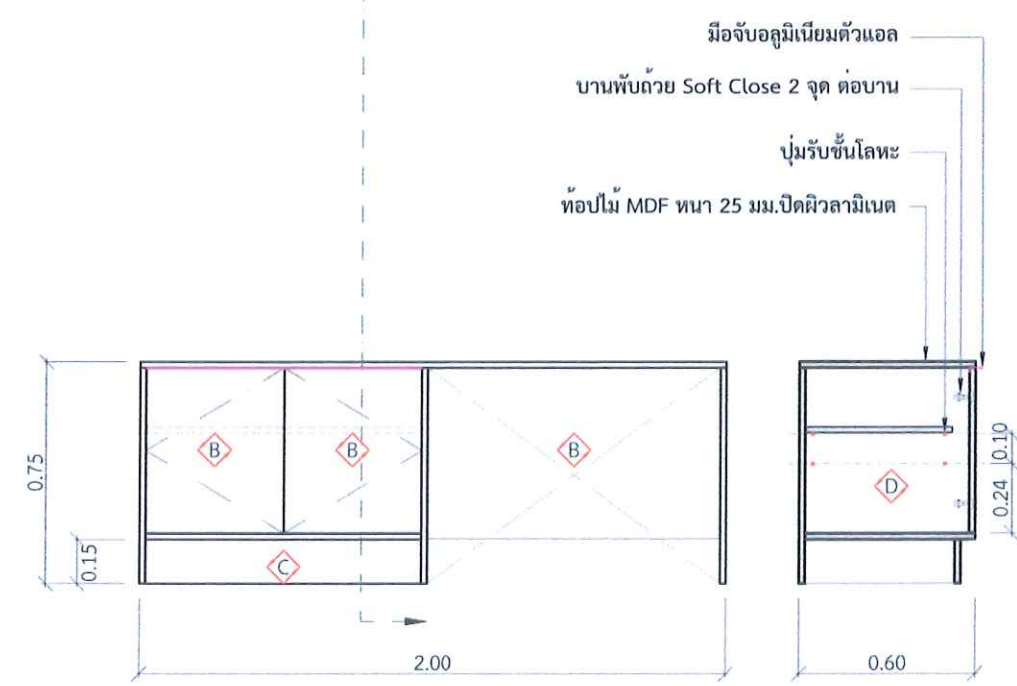 มือจับอลูมิเนียมตัวแอล
บานพับถ้วย Soft Close 2 จุด ต่อบาน
ปุ่มรับชั้นโลหะ
ท้อปไม้ MDF หนา 25 มม.ปิดผิวลามิเนต
0.75
0.15
B
B
B
C
D
0.10
0.24
2.00
0.60